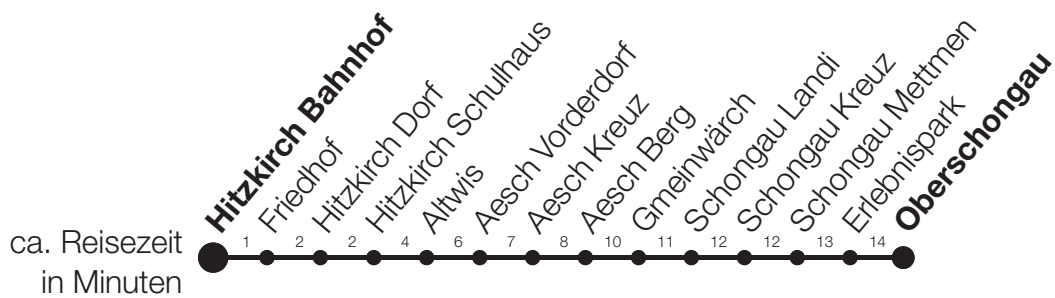 Hitzkirch Bahnhof
Friedhof
Hitzkirch Dorf
Hitzkirch Schulhaus
Altwis
Aesch Vorderdorf
Aesch Kreuz
Aesch Berg
Gmeinwärch
Schongau Landi
Schongau Kreuz
Schongau Mettmen
Erlebnispark
Oberschongau
ca. Reisezeit
in Minuten
1 2 2 4 6 7 8 10 11 12 12 13 14